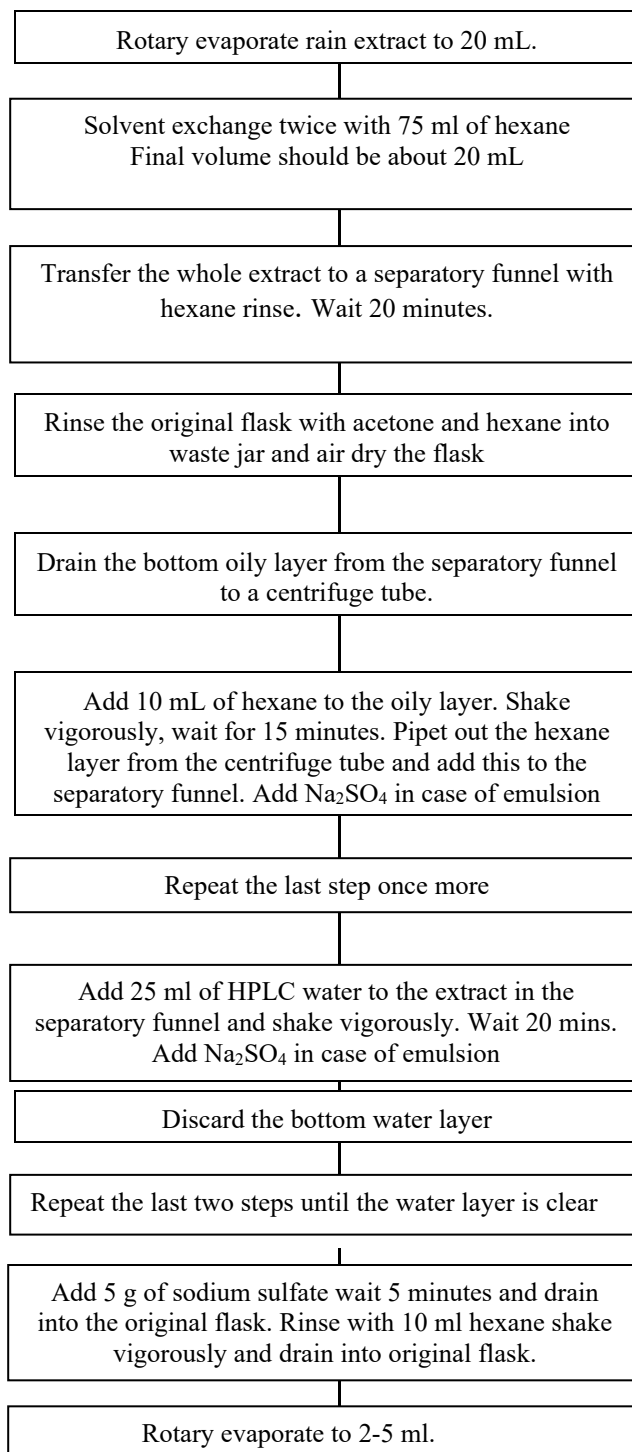 Rotary evaporate rain extract to 20 mL.
Solvent exchange twice with 75 ml of hexane
Final volume should be about 20 mL
Transfer the whole extract to a separatory funnel with
hexane rinse. Wait 20 minutes.
Rinse the original flask with acetone and hexane into
waste jar and air dry the flask
Drain the bottom oily layer from the separatory funnel
to a centrifuge tube.
Add 10 mL of hexane to the oily layer. Shake
vigorously, wait for 15 minutes. Pipet out the hexane
layer from the centrifuge tube and add this to the
separatory funnel. Add Na₂SO₄ in case of emulsion
Repeat the last step once more
Add 25 ml of HPLC water to the extract in the
separatory funnel and shake vigorously. Wait 20 mins.
Add Na₂SO₄ in case of emulsion
Discard the bottom water layer
Repeat the last two steps until the water layer is clear
Add 5 g of sodium sulfate wait 5 minutes and drain
into the original flask. Rinse with 10 ml hexane shake
vigorously and drain into original flask.
Rotary evaporate to 2-5 ml.